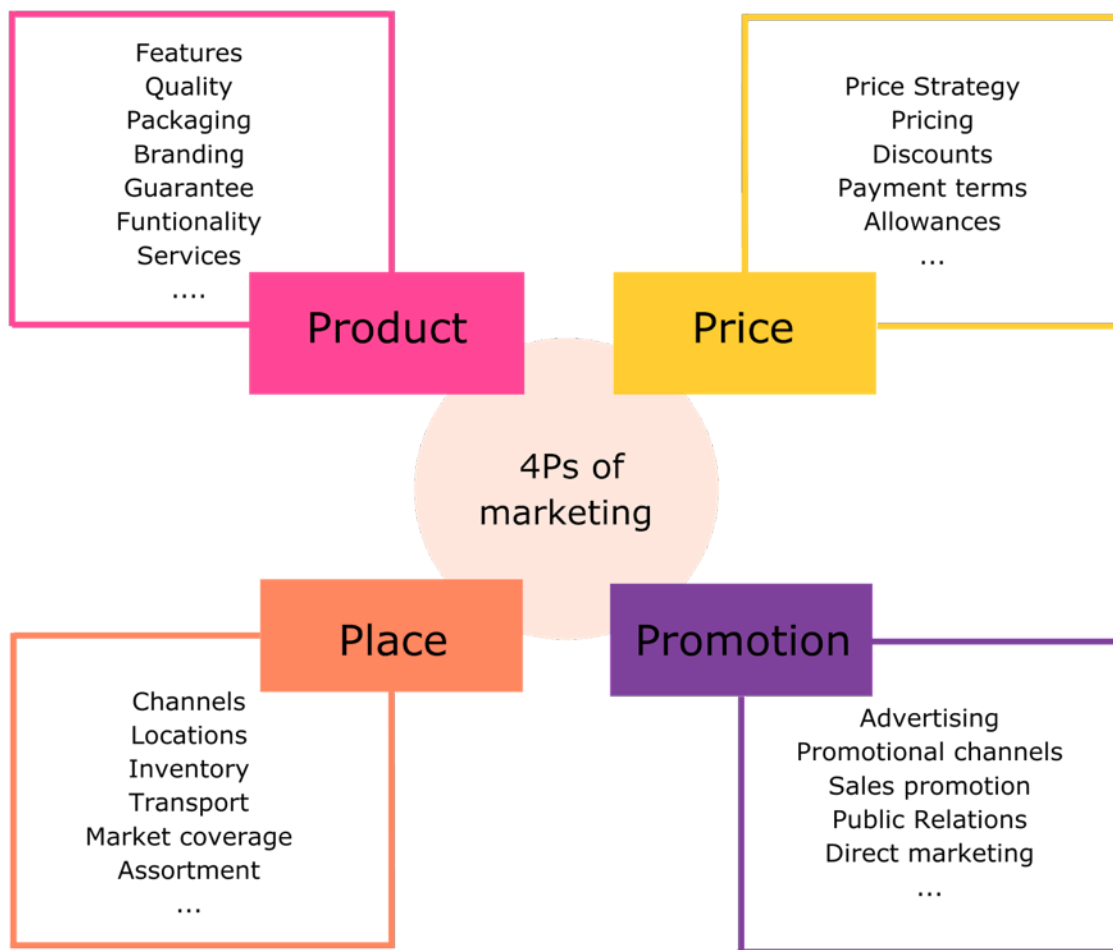 Features
Quality
Packaging
Branding
Guarantee
Funtionality
Services
....
Product
Price Strategy
Pricing
Discounts
Payment terms
Allowances
...
Price
4Ps of
marketing
Place
Channels
Locations
Inventory
Transport
Market coverage
Assortment
...
Promotion
Advertising
Promotional channels
Sales promotion
Public Relations
Direct marketing
...